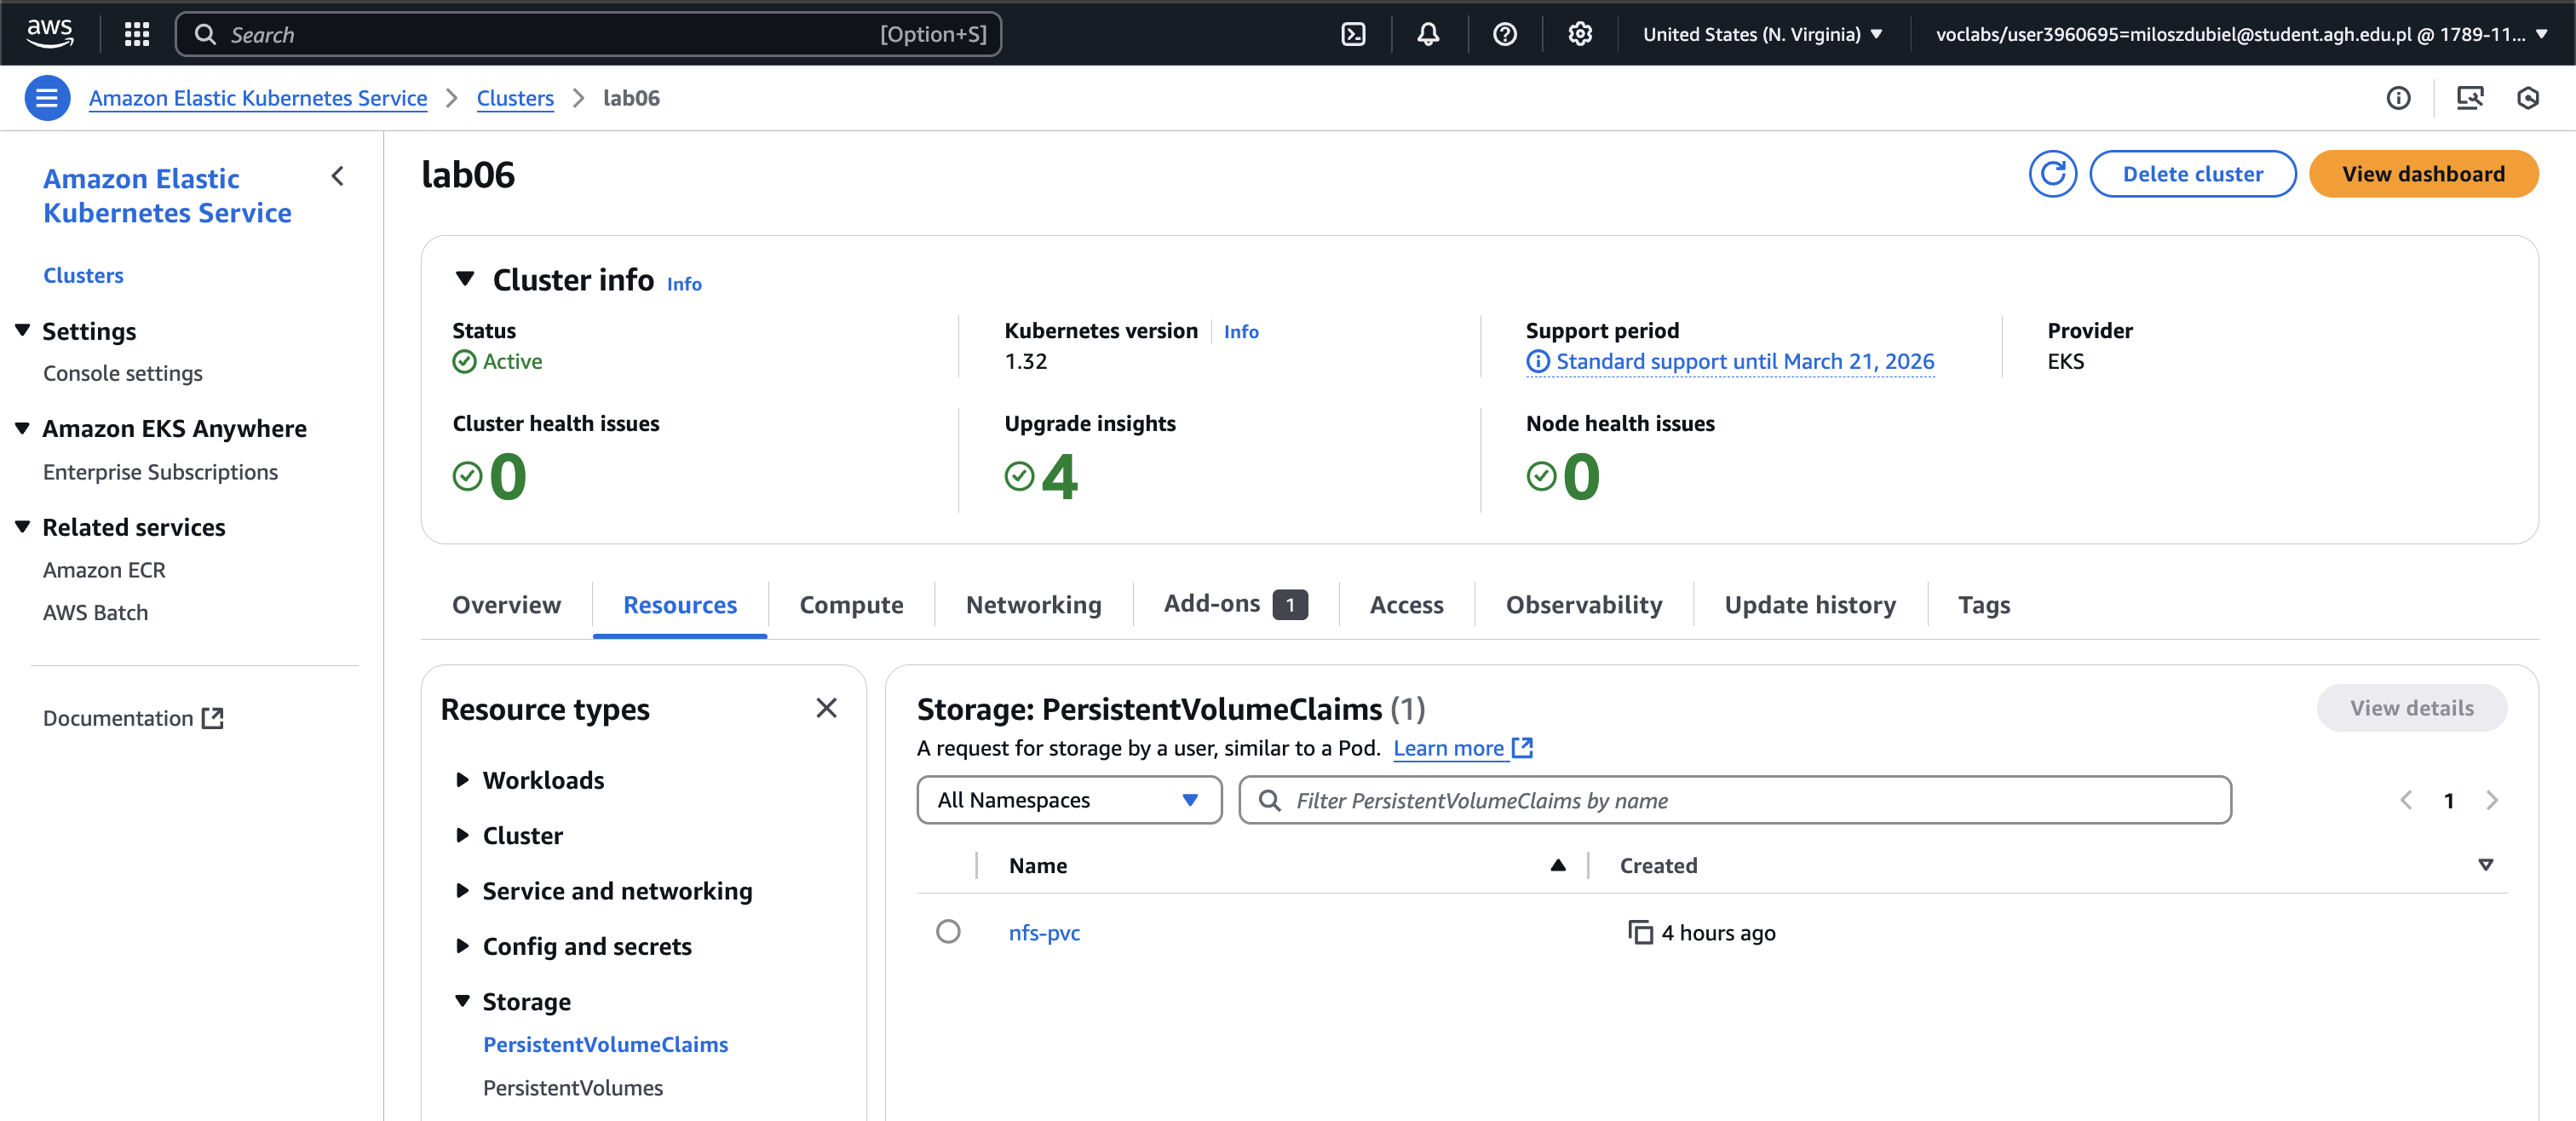 aws
Search [Option+S]
United States (N. Virginia)
voclabs/user3960695=miloszdubiel@student.agh.edu.pl @ 1789-11...
Amazon Elastic Kubernetes Service > Clusters > lab06
Amazon Elastic
Kubernetes Service
Clusters
Settings
Console settings
Amazon EKS Anywhere
Enterprise Subscriptions
Related services
Amazon ECR
AWS Batch
Documentation
lab06
Delete cluster
View dashboard
Cluster info Info
Status
Active
Kubernetes version Info
1.32
Support period
Standard support until March 21, 2026
Provider
EKS
Cluster health issues
0
Upgrade insights
4
Node health issues
0
Overview Resources Compute Networking Add-ons 1 Access Observability Update history Tags
Resource types
Workloads
Cluster
Service and networking
Config and secrets
Storage
PersistentVolumeClaims
PersistentVolumes
Storage: PersistentVolumeClaims (1)
View details
A request for storage by a user, similar to a Pod. Learn more
All Namespaces
Filter PersistentVolumeClaims by name
1
Name Created
nfs-pvc 4 hours ago